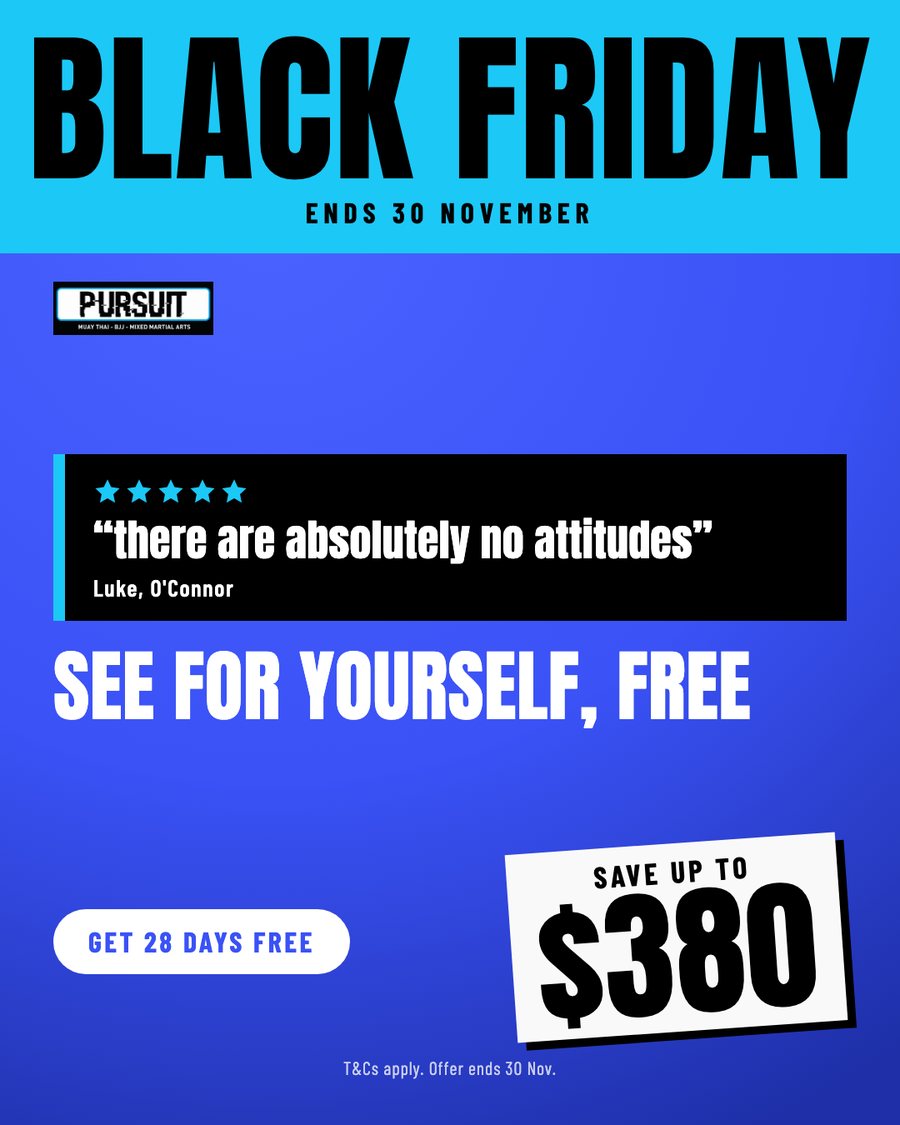 BLACK FRIDAY
ENDS 30 NOVEMBER
PURSUIT
MUAY THAI - BJJ - MIXED MARTIAL ARTS
“there are absolutely no attitudes”
Luke, O'Connor
SEE FOR YOURSELF, FREE
SAVE UP TO
$380
GET 28 DAYS FREE
T&Cs apply. Offer ends 30 Nov.